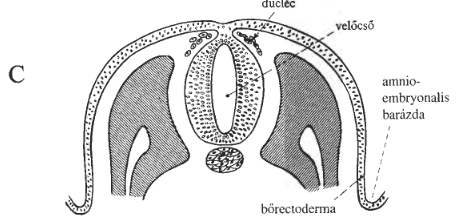 dúcléc
velőcső
C
amnio-
embryonalis
barázda
bőrectoderma